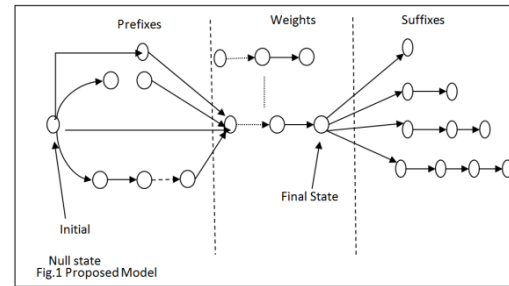 Prefixes
Weights
Suffixes
Final State
Initial
Null state
Fig.1 Proposed Model